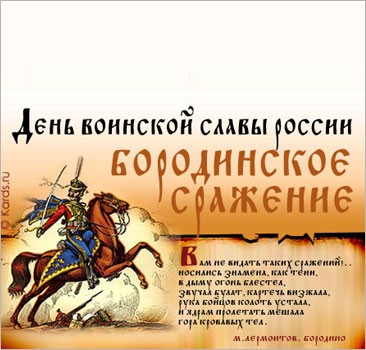 День воинской славы россии
Бородинское
сражение
Вам не видать таких сражений!..
носились знамена, как тени,
в дыму огонь блестел,
звучал булат, картечь визжала,
рука бойцов колоть устала,
и ядрам пролетать мешала
гора кровавых тел.
М.Лермонтов. Бородино
© Kards.ru